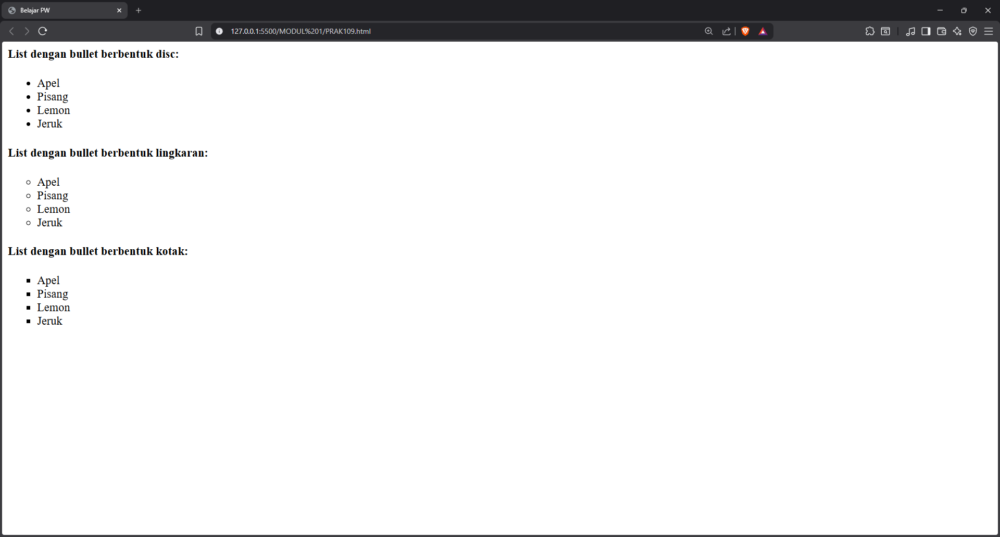 Belajar PW
127.0.0.1:5500/MODUL%201/PRAK109.html
List dengan bullet berbentuk disc:
Apel
Pisang
Lemon
Jeruk
List dengan bullet berbentuk lingkaran:
Apel
Pisang
Lemon
Jeruk
List dengan bullet berbentuk kotak:
Apel
Pisang
Lemon
Jeruk